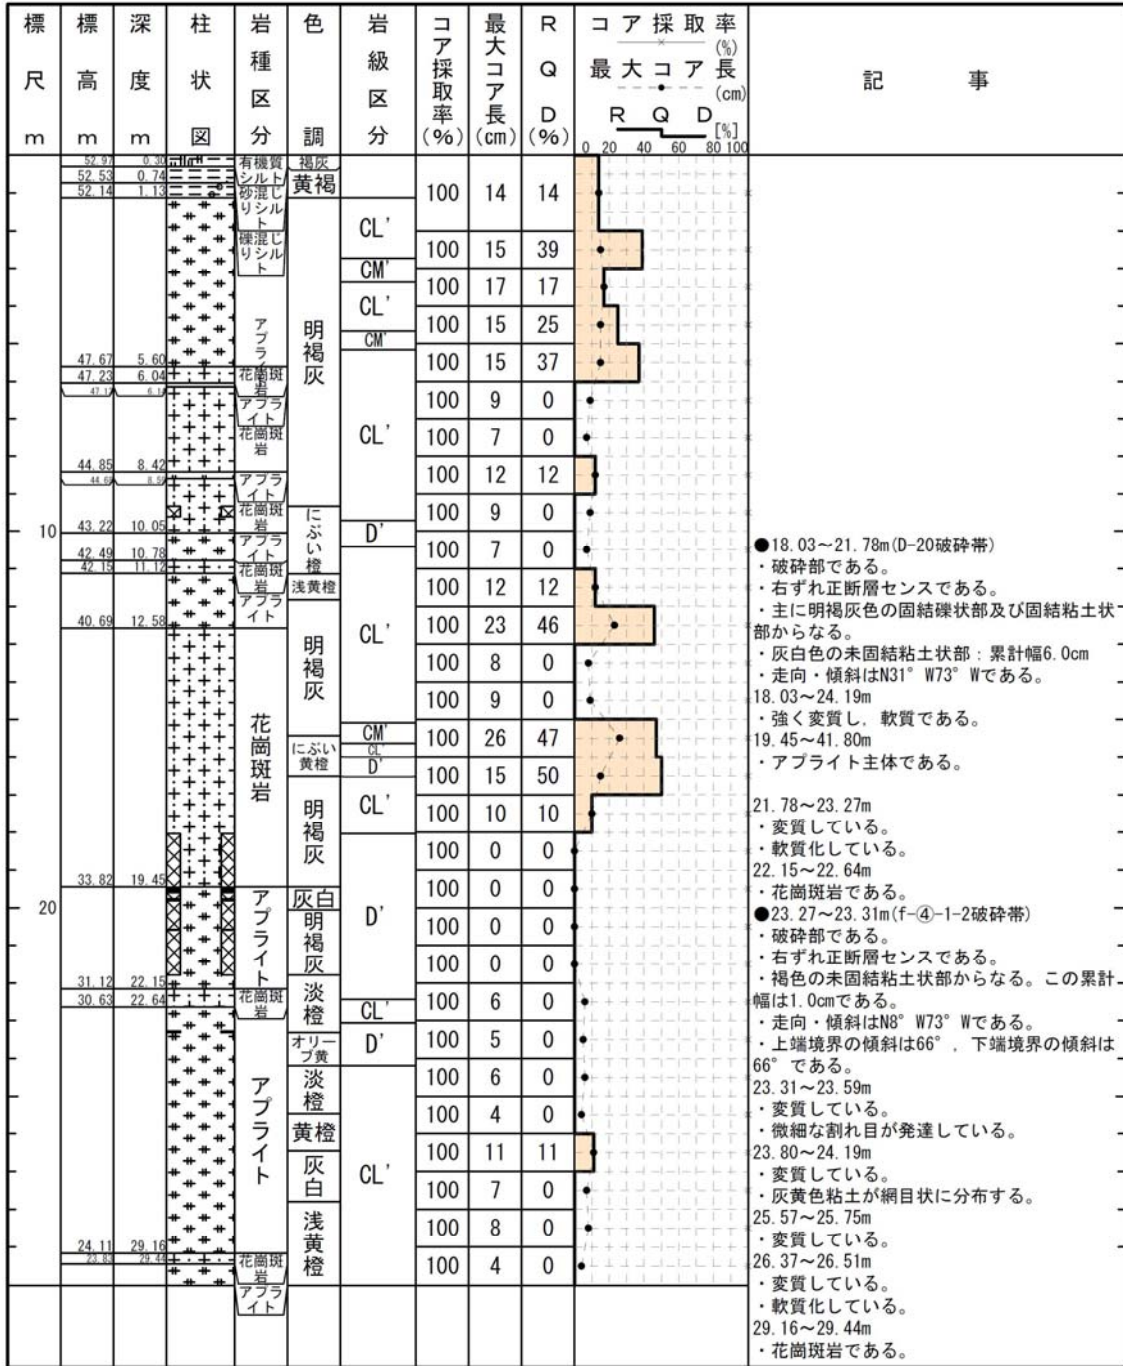 標尺 m
標高 m
深度 m
柱状図
岩種区分
色調
岩級区分
コア採取率(%)
最大コア長(cm)
RQD(%)
コア採取率
(%)
最大コア長
(cm)
RQD
[%]
0 20 40 60 80 100
記事
10
20
52.97 0.30
52.53 0.74
52.14 1.13
47.67 5.60
47.23 6.04
44.85 8.42
43.22 10.05
42.49 10.78
42.15 11.12
40.69 12.58
33.82 19.45
31.12 22.15
30.63 22.64
24.11 29.16
23.83 29.44
有機質シルト
砂混じりシルト
礫混じりシルト
アプライト
花崗斑岩
アプライト
花崗斑岩
アプライト
花崗斑岩
アプライト
花崗斑岩
アプライト
花崗斑岩
アプライト
花崗斑岩
アプライト
花崗斑岩
アプライト
褐灰
黄褐
明褐灰
にぶい橙
浅黄橙
明褐灰
にぶい黄橙
明褐灰
灰白
明褐灰
淡橙
オリーブ黄
淡橙
黄橙
灰白
浅黄橙
CL'
CM'
CL'
CM'
CL'
D'
CL'
CM'
CL'
D'
CL'
D'
CL'
D'
CL'
100 14 14
100 15 39
100 17 17
100 15 25
100 15 37
100 9 0
100 7 0
100 12 12
100 9 0
100 7 0
100 12 12
100 23 46
100 8 0
100 9 0
100 26 47
100 15 50
100 10 10
100 0 0
100 0 0
100 0 0
100 0 0
100 6 0
100 5 0
100 6 0
100 4 0
100 11 11
100 7 0
100 8 0
100 4 0
●18.03～21.78m(D-20破砕帯)
・破砕部である。
・右ずれ正断層センスである。
・主に明褐灰色の固結礫状部及び固結粘土状
部からなる。
・灰白色の未固結粘土状部：累計幅6.0cm
・走向・傾斜はN31°W73°Wである。
18.03～24.19m
・強く変質し，軟質である。
19.45～41.80m
・アプライト主体である。
21.78～23.27m
・変質している。
・軟質化している。
22.15～22.64m
・花崗斑岩である。
●23.27～23.31m(f-④-1-2破砕帯)
・破砕部である。
・右ずれ正断層センスである。
・褐色の未固結粘土状部からなる。この累計
幅は1.0cmである。
・走向・傾斜はN8°W73°Wである。
・上端境界の傾斜は66°，下端境界の傾斜は
66°である。
23.31～23.59m
・変質している。
・微細な割れ目が発達している。
23.80～24.19m
・変質している。
・灰黄色粘土が網目状に分布する。
25.57～25.75m
・変質している。
26.37～26.51m
・変質している。
・軟質化している。
29.16～29.44m
・花崗斑岩である。